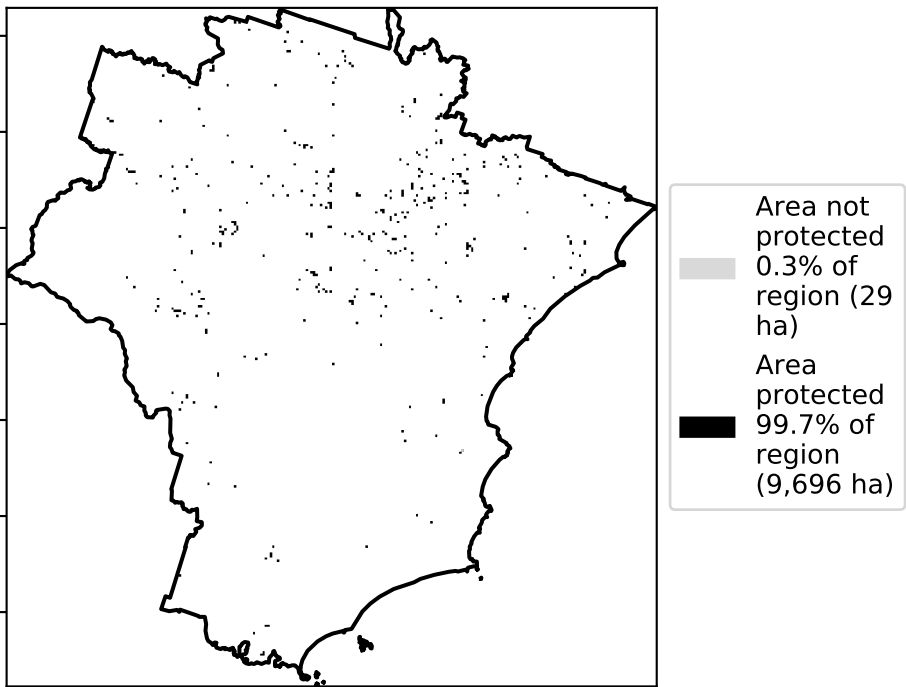 Area not
protected
0.3% of
region (29
ha)
Area
protected
99.7% of
region
(9,696 ha)